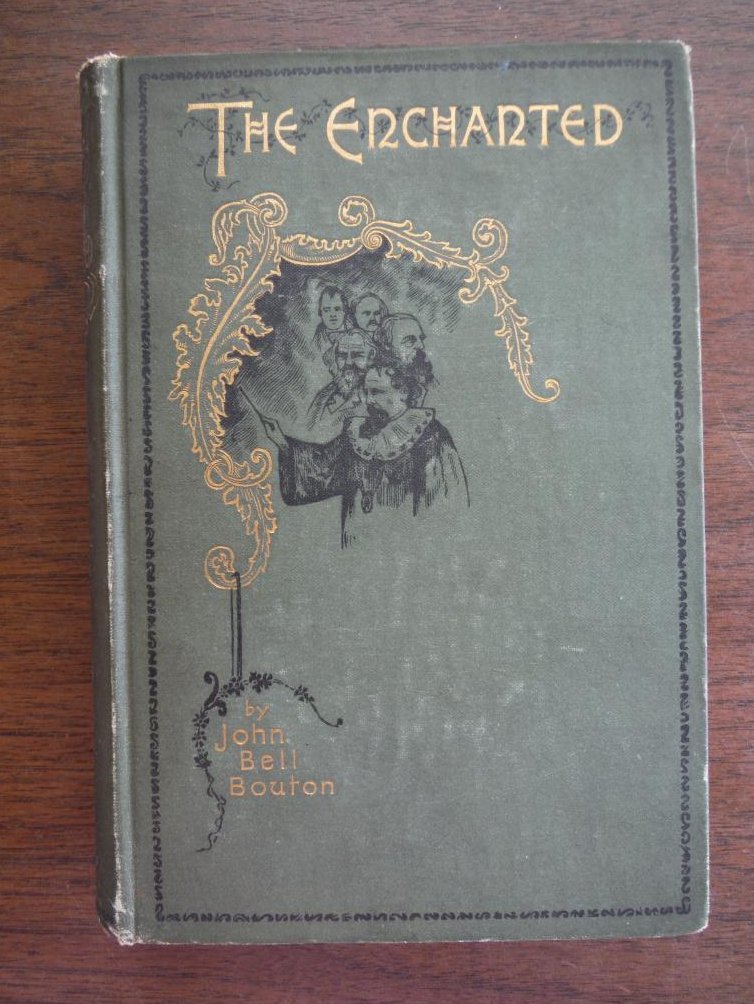 The Enchanted
by
John
Bell
Bouton